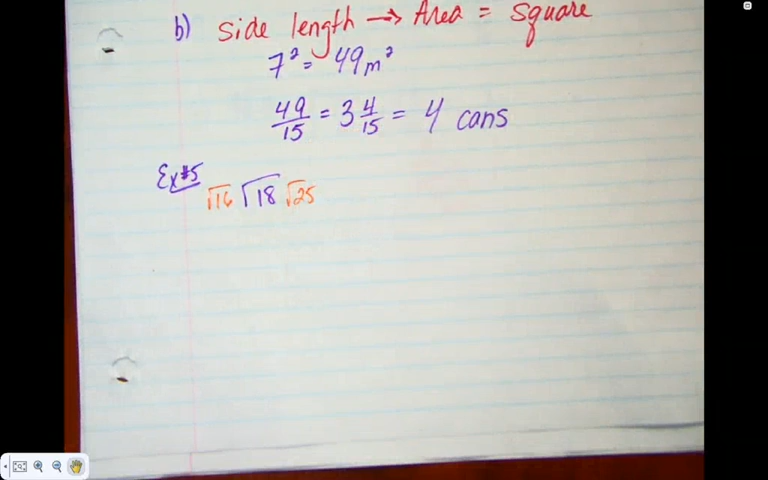 b) side length → Area = square
7² = 49m²
49/15 = 3 4/15 = 4 cans
Ex#5
√16 √18 √25